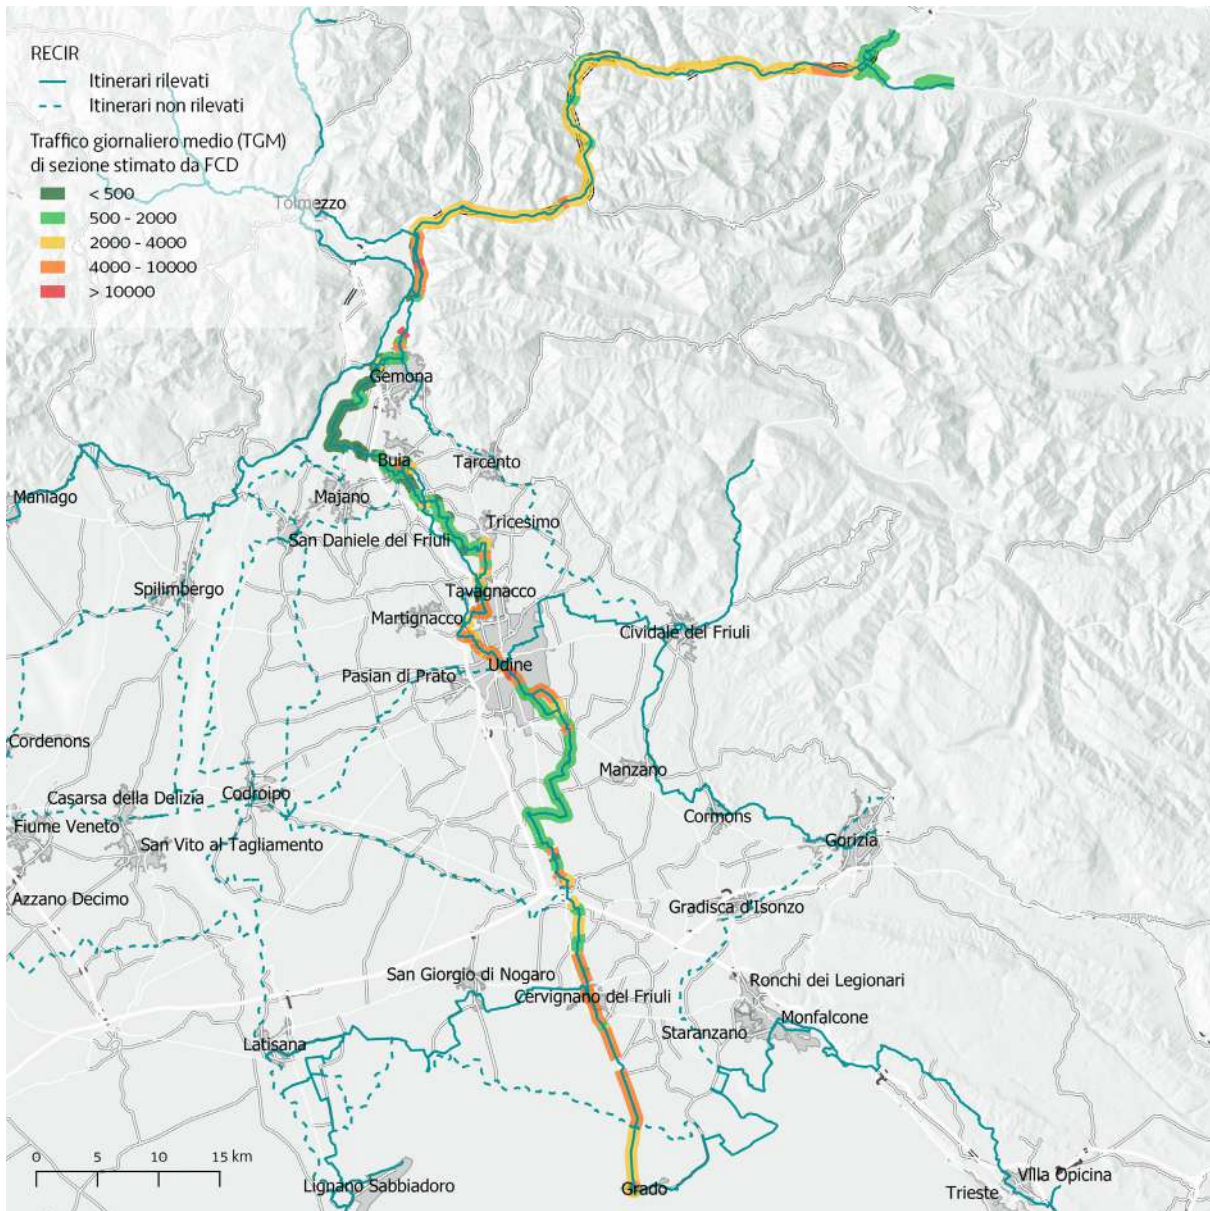 RECIR
Itinerari rilevati
Itinerari non rilevati
Traffico giornaliero medio (TGM)
di sezione stimato da FCD
< 500
500 - 2000
2000 - 4000
4000 - 10000
> 10000
Tolmezzo
Gemona
Buia
Tarcento
Maniago
Majano
Tricesimo
San Daniele del Friuli
Spilimbergo
Tavagnacco
Martignacco
Cividale del Friuli
Udine
Pasian di Prato
Cordenons
Manzano
Casarsa della Delizia
Codroipo
Fiume Veneto
Cormons
San Vito al Tagliamento
Gorizia
Azzano Decimo
Gradisca d'Isonzo
San Giorgio di Nogaro
Ronchi dei Legionari
Cervignano del Friuli
Monfalcone
Staranzano
Latisana
0 5 10 15 km
Villa Opicina
Lignano Sabbiadoro
Grado
Trieste